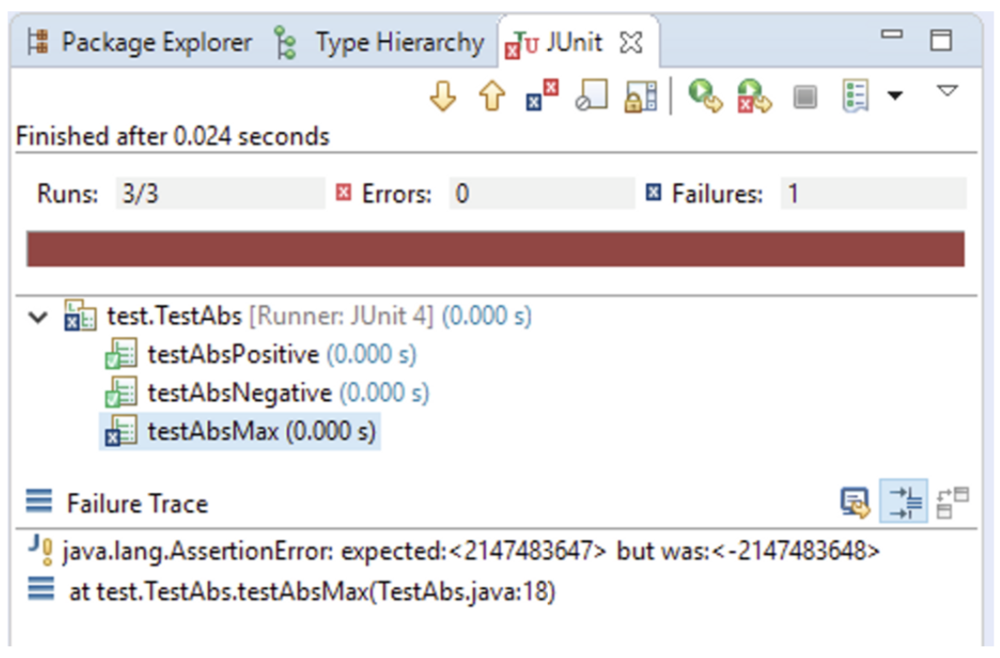 Package Explorer Type Hierarchy JUnit
Finished after 0.024 seconds
Runs: 3/3 Errors: 0 Failures: 1
test.TestAbs [Runner: JUnit 4] (0.000 s)
testAbsPositive (0.000 s)
testAbsNegative (0.000 s)
testAbsMax (0.000 s)
Failure Trace
java.lang.AssertionError: expected:<2147483647> but was:<-2147483648>
at test.TestAbs.testAbsMax(TestAbs.java:18)